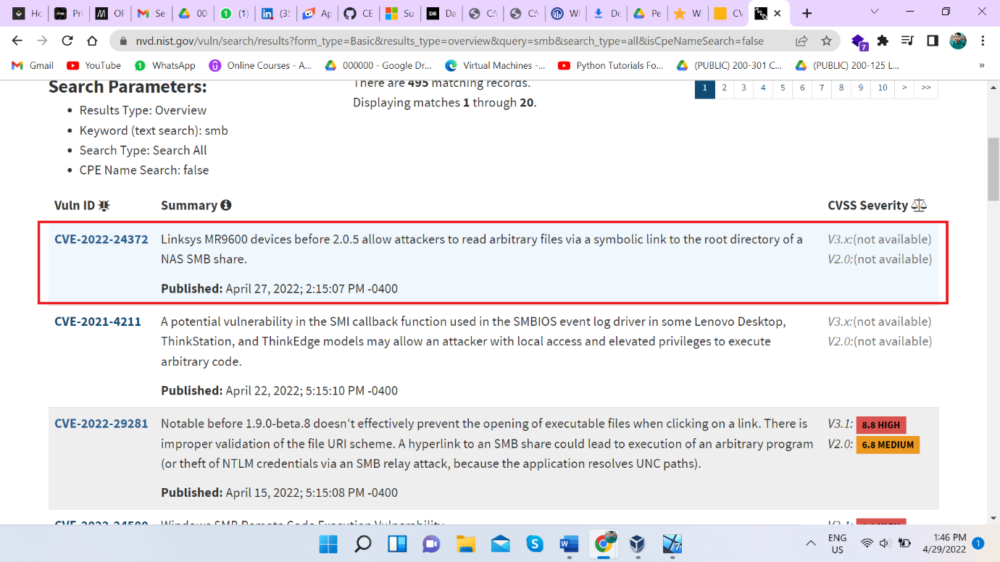 Ho
Pri
OF
Se
00
(1)
(35
Ap
CE
Su
DR
Da
C:\
C:\
Wl
Do
Pe
Wi
CV
nvd.nist.gov/vuln/search/results?form_type=Basic&results_type=overview&query=smb&search_type=all&isCpeNameSearch=false
7
Gmail
YouTube
WhatsApp
Online Courses - A...
000000 - Google Dr...
Virtual Machines -...
Python Tutorials Fo...
(PUBLIC) 200-301 C...
(PUBLIC) 200-125 L...
»
Search Parameters:
There are 495 matching records.
Displaying matches 1 through 20.
1 2 3 4 5 6 7 8 9 10 > >>
• Results Type: Overview
• Keyword (text search): smb
• Search Type: Search All
• CPE Name Search: false
Vuln ID Summary CVSS Severity
CVE-2022-24372 Linksys MR9600 devices before 2.0.5 allow attackers to read arbitrary files via a symbolic link to the root directory of a V3.x:(not available)
NAS SMB share. V2.0:(not available)
Published: April 27, 2022; 2:15:07 PM -0400
CVE-2021-4211 A potential vulnerability in the SMI callback function used in the SMBIOS event log driver in some Lenovo Desktop, V3.x:(not available)
ThinkStation, and ThinkEdge models may allow an attacker with local access and elevated privileges to execute V2.0:(not available)
arbitrary code.
Published: April 22, 2022; 5:15:10 PM -0400
CVE-2022-29281 Notable before 1.9.0-beta.8 doesn't effectively prevent the opening of executable files when clicking on a link. There is V3.1: 8.8 HIGH
improper validation of the file URI scheme. A hyperlink to an SMB share could lead to execution of an arbitrary program V2.0: 6.8 MEDIUM
(or theft of NTLM credentials via an SMB relay attack, because the application resolves UNC paths).
Published: April 15, 2022; 5:15:08 PM -0400
CVE-2022-24500 Windows SMB Remote Code Execution Vulnerability V3.1:
ENG
US
1:46 PM
4/29/2022
1